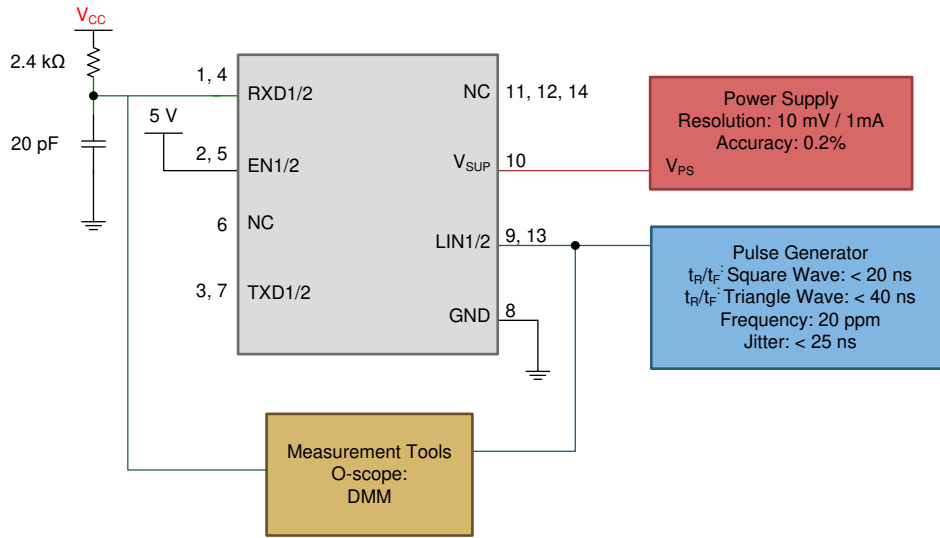 VCC
2.4 kΩ
20 pF
5 V
1, 4
2, 5
6
3, 7
RXD1/2
EN1/2
NC
TXD1/2
NC
VSUP
LIN1/2
GND
11, 12, 14
10
9, 13
8
Power Supply
Resolution: 10 mV / 1mA
Accuracy: 0.2%
VPS
Pulse Generator
tR/tF: Square Wave: < 20 ns
tR/tF: Triangle Wave: < 40 ns
Frequency: 20 ppm
Jitter: < 25 ns
Measurement Tools
O-scope:
DMM